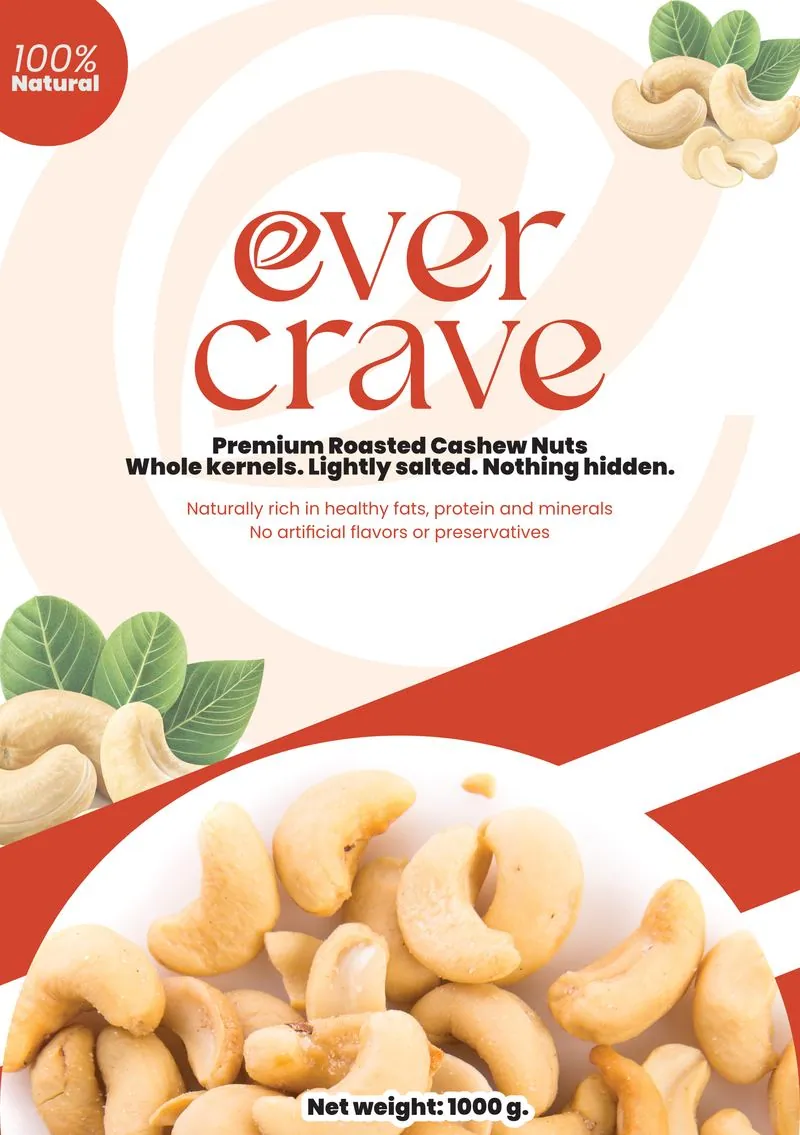 100%
Natural
ever
crave
Premium Roasted Cashew Nuts
Whole kernels. Lightly salted. Nothing hidden.
Naturally rich in healthy fats, protein and minerals
No artificial flavors or preservatives
Net weight: 1000 g.